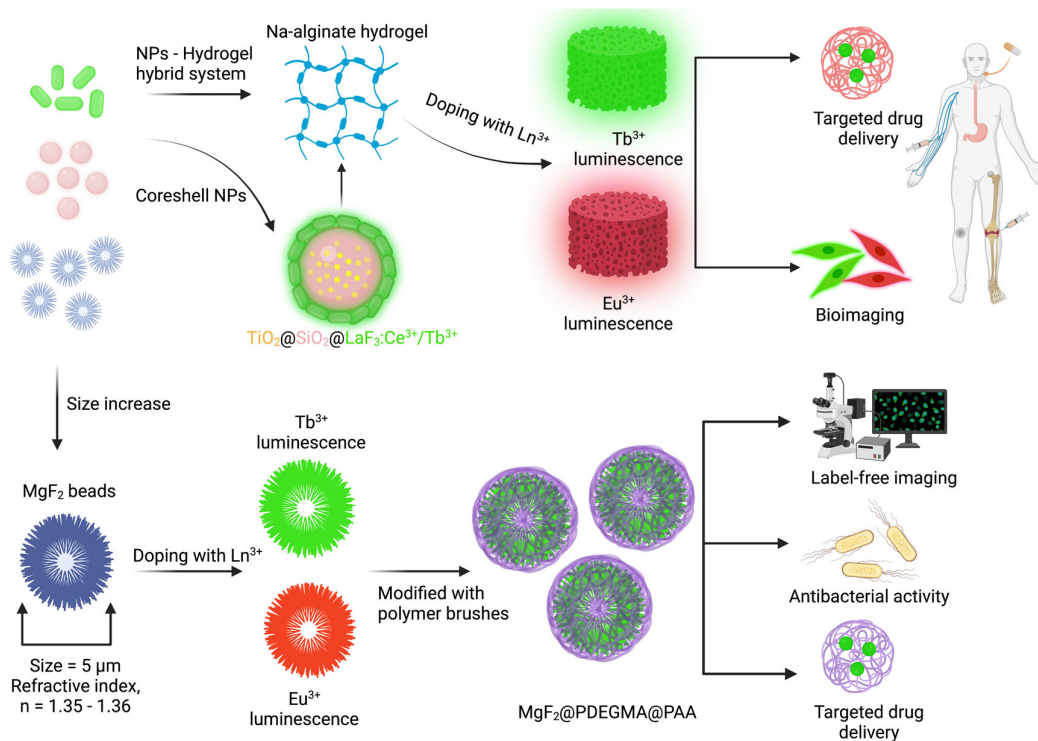 NPs - Hydrogel
hybrid system
Na-alginate hydrogel
Coreshell NPs
TiO₂@SiO₂@LaF₃:Ce³⁺/Tb³⁺
Doping with Ln³⁺
Tb³⁺
luminescence
Eu³⁺
luminescence
Targeted drug
delivery
Bioimaging
Size increase
MgF₂ beads
Size = 5 μm
Refractive index,
n = 1.35 - 1.36
Doping with Ln³⁺
Tb³⁺
luminescence
Eu³⁺
luminescence
Modified with
polymer brushes
MgF₂@PDEGMA@PAA
Label-free imaging
Antibacterial activity
Targeted drug
delivery